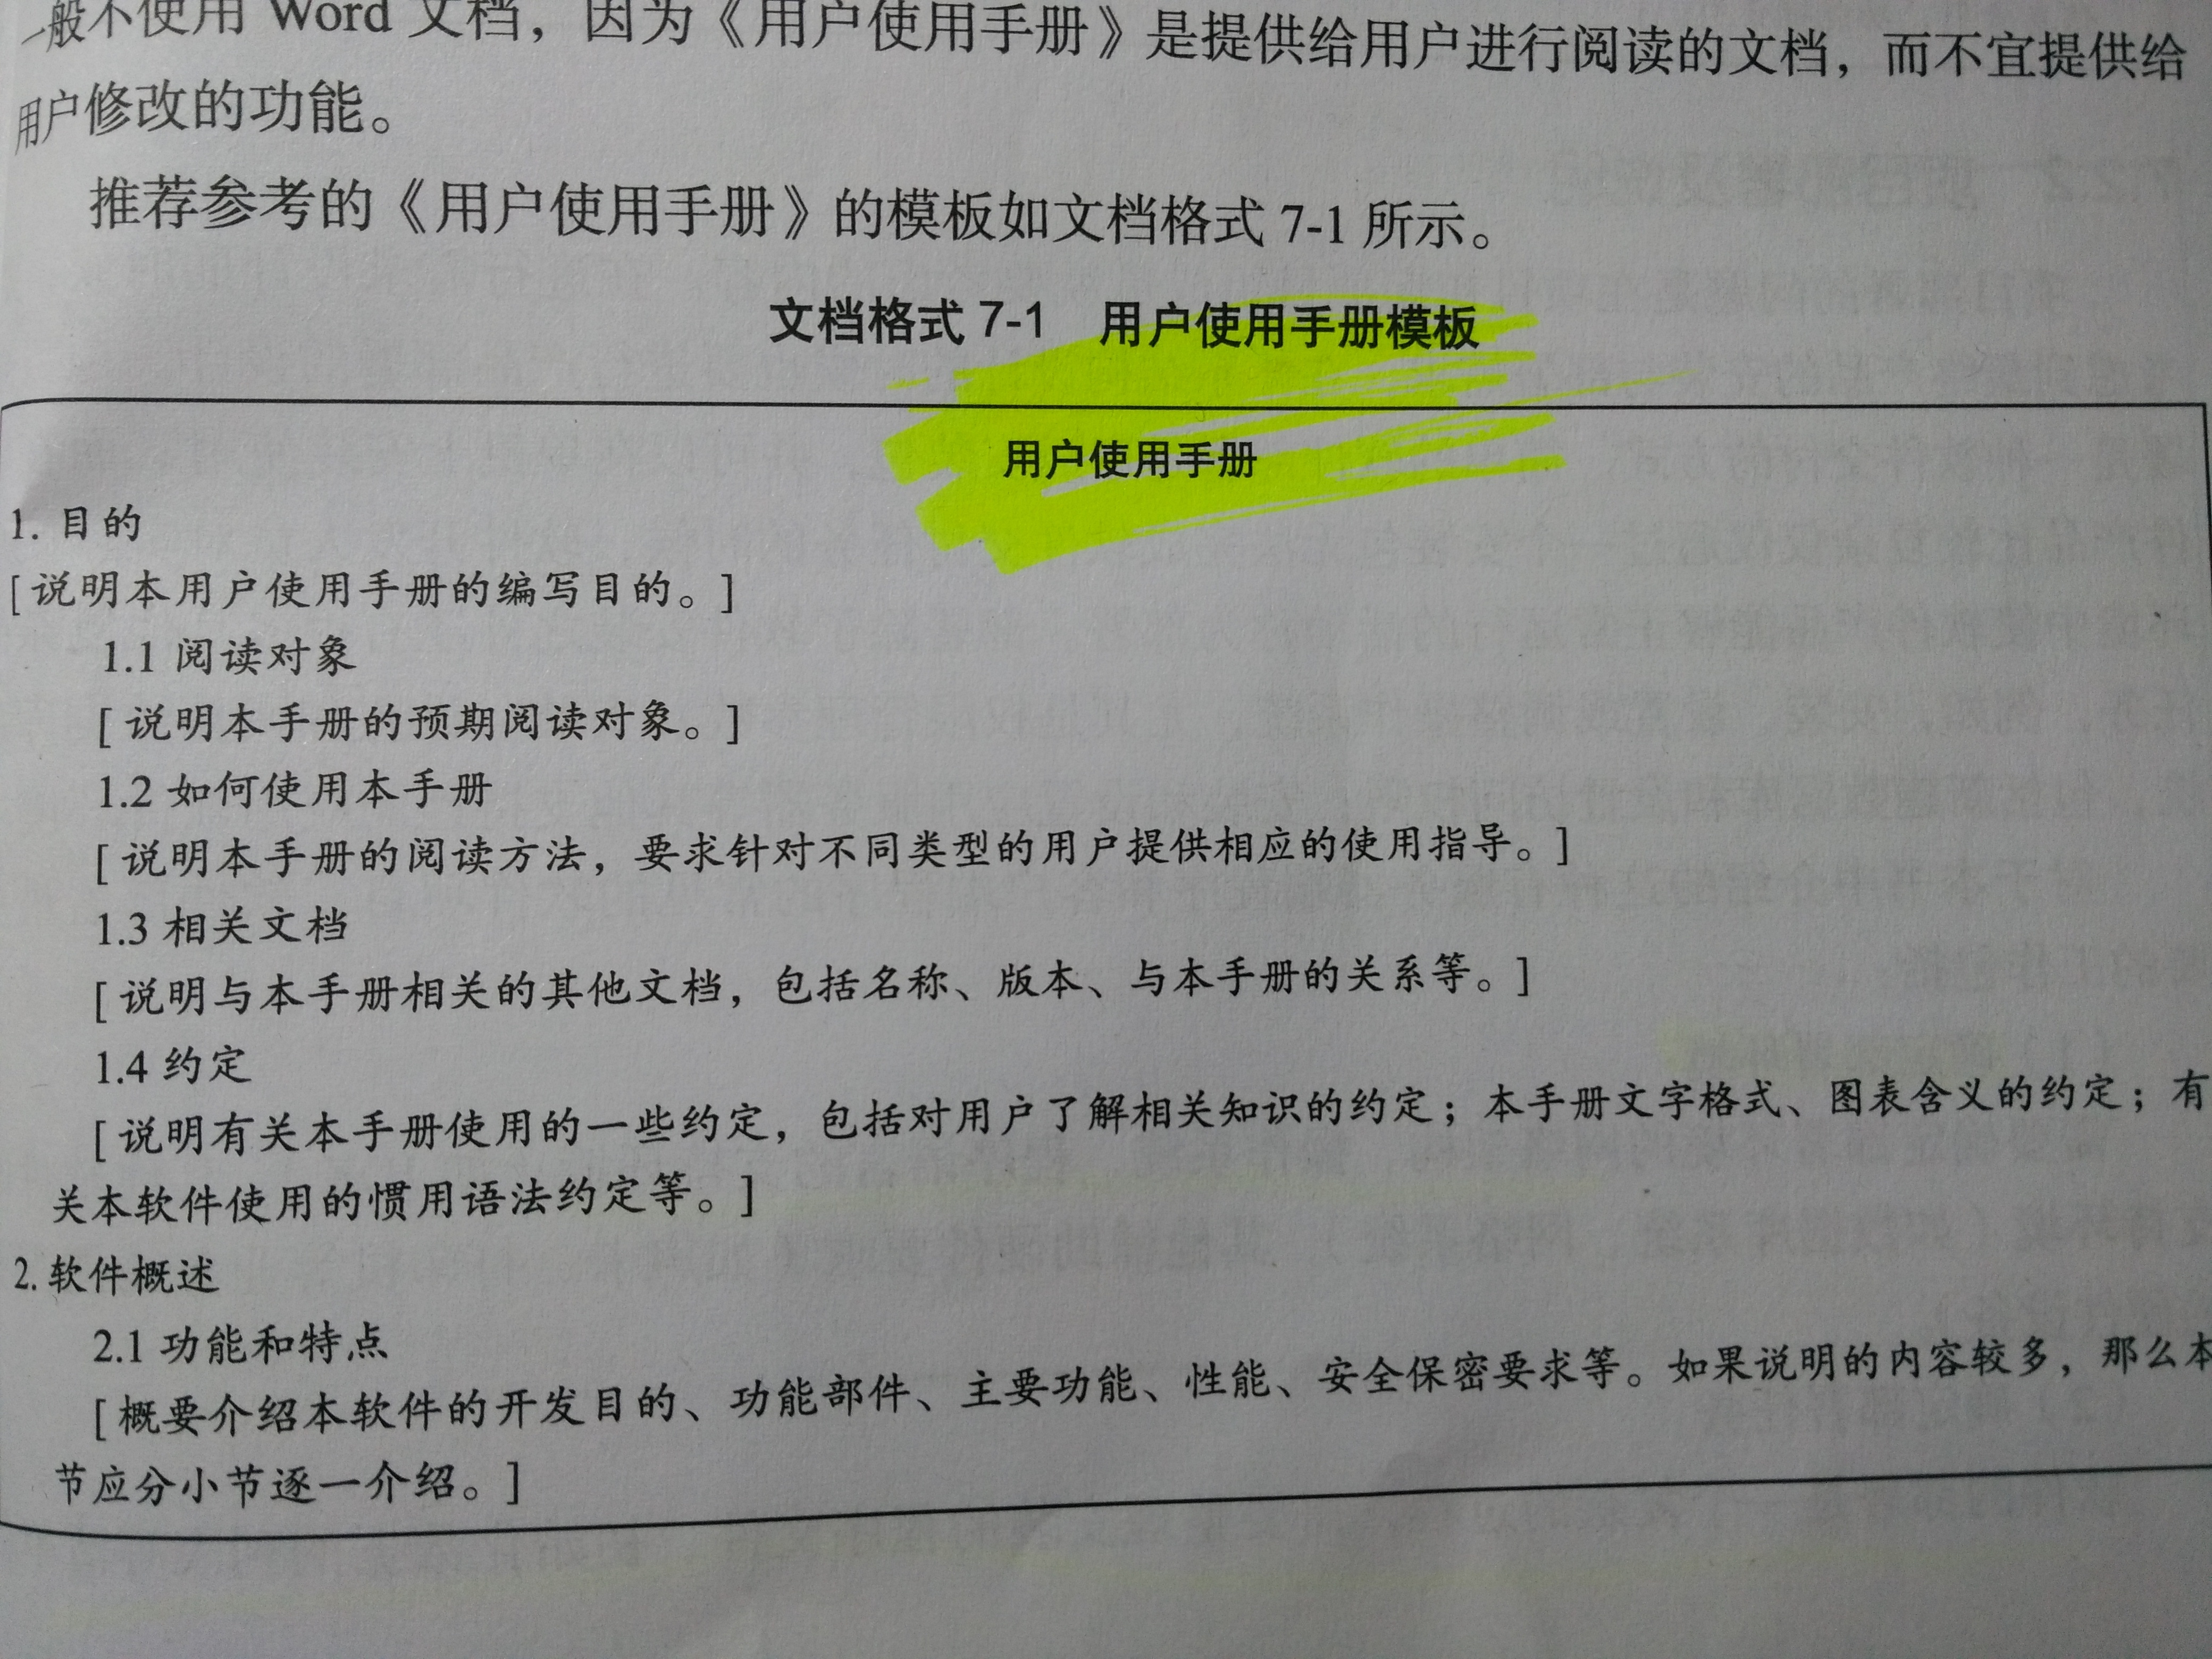 一般不使用 Word 文档，因为《用户使用手册》是提供给用户进行阅读的文档，而不宜提供给
用户修改的功能。
推荐参考的《用户使用手册》的模板如文档格式 7-1 所示。
文档格式 7-1 用户使用手册模板
用户使用手册
1. 目的
[说明本用户使用手册的编写目的。]
1.1 阅读对象
[说明本手册的预期阅读对象。]
1.2 如何使用本手册
[说明本手册的阅读方法，要求针对不同类型的用户提供相应的使用指导。]
1.3 相关文档
[说明与本手册相关的其他文档，包括名称、版本、与本手册的关系等。]
1.4 约定
[说明有关本手册使用的一些约定，包括对用户了解相关知识的约定；本手册文字格式、图表含义的约定；有
关本软件使用的惯用语法约定等。]
2. 软件概述
2.1 功能和特点
[概要介绍本软件的开发目的、功能部件、主要功能、性能、安全保密要求等。如果说明的内容较多，那么本
节应分小节逐一介绍。]